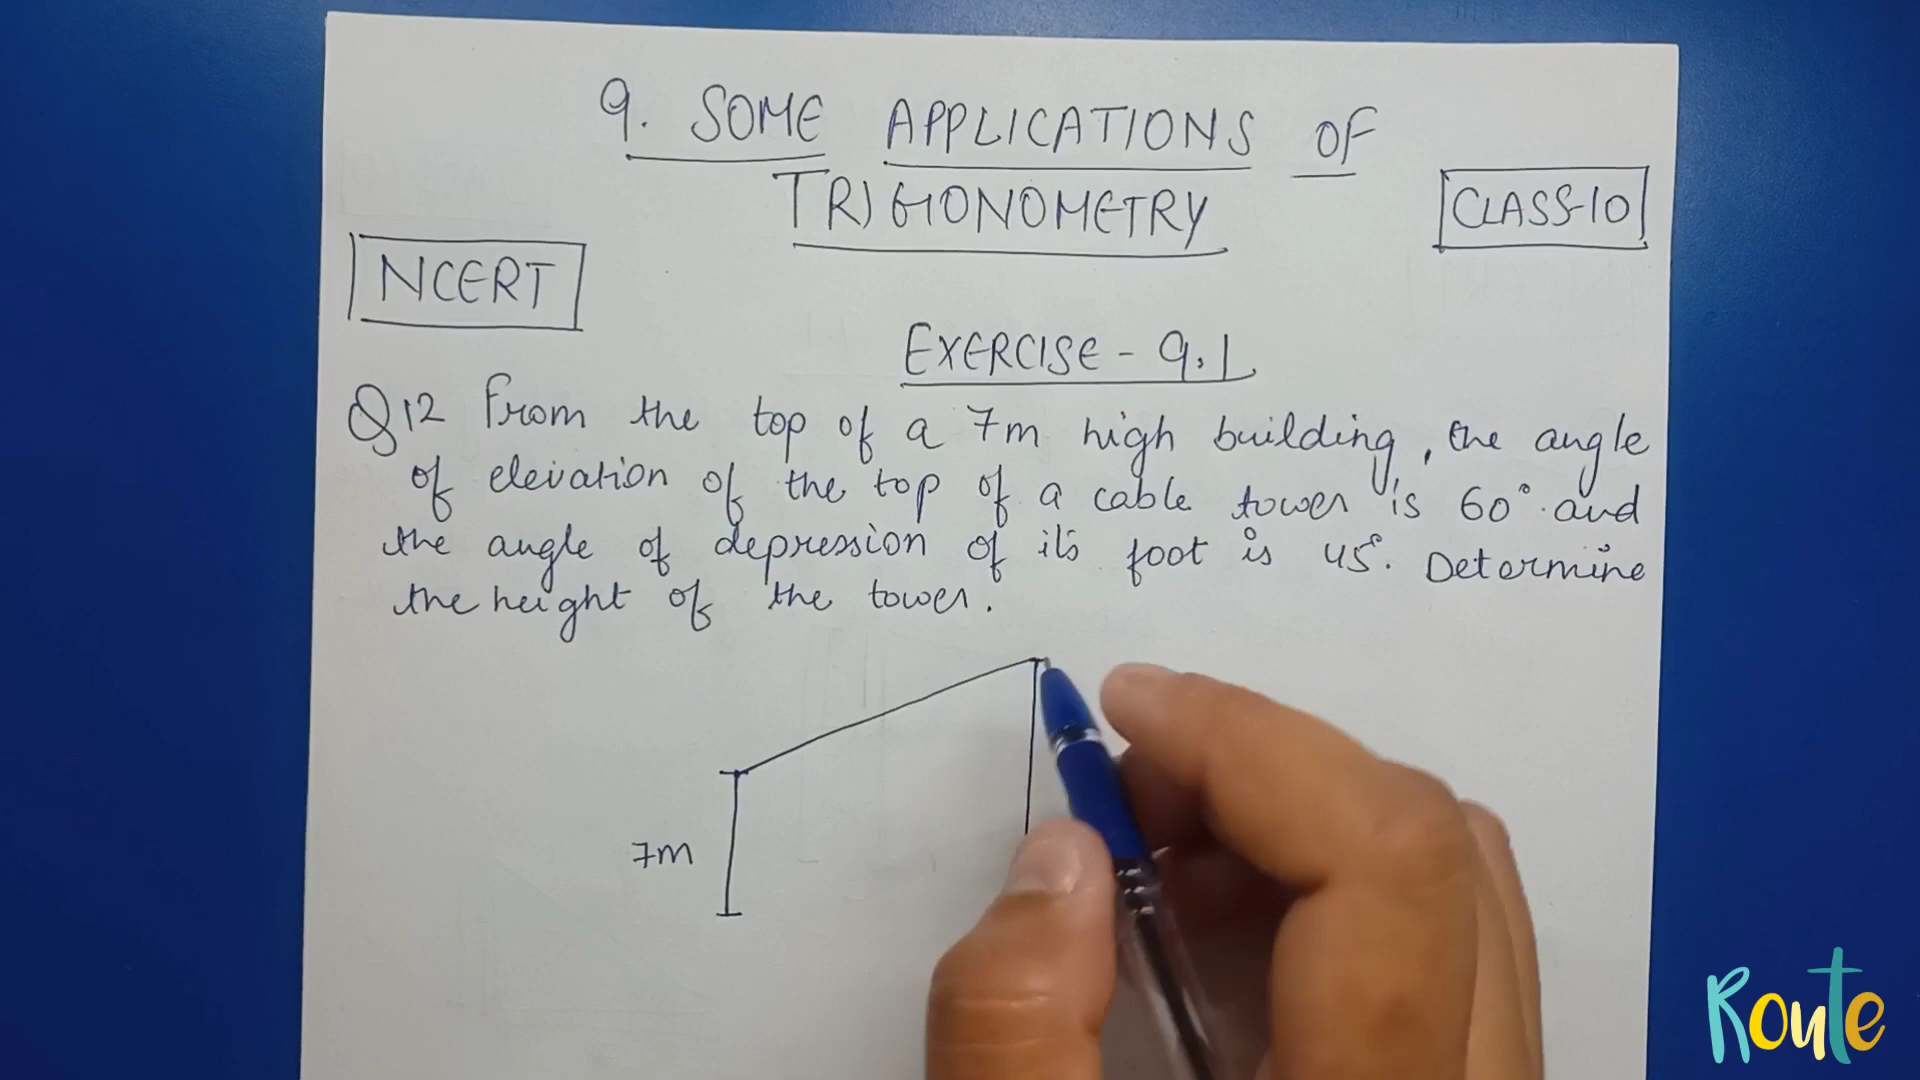 9. SOME APPLICATIONS OF
TRIGONOMETRY
CLASS-10
NCERT
EXERCISE - 9.1
Q12 From the top of a 7m high building, the angle
of elevation of the top of a cable tower is 60° and
the angle of depression of its foot is 45°. Determine
the height of the tower.
7m
Route